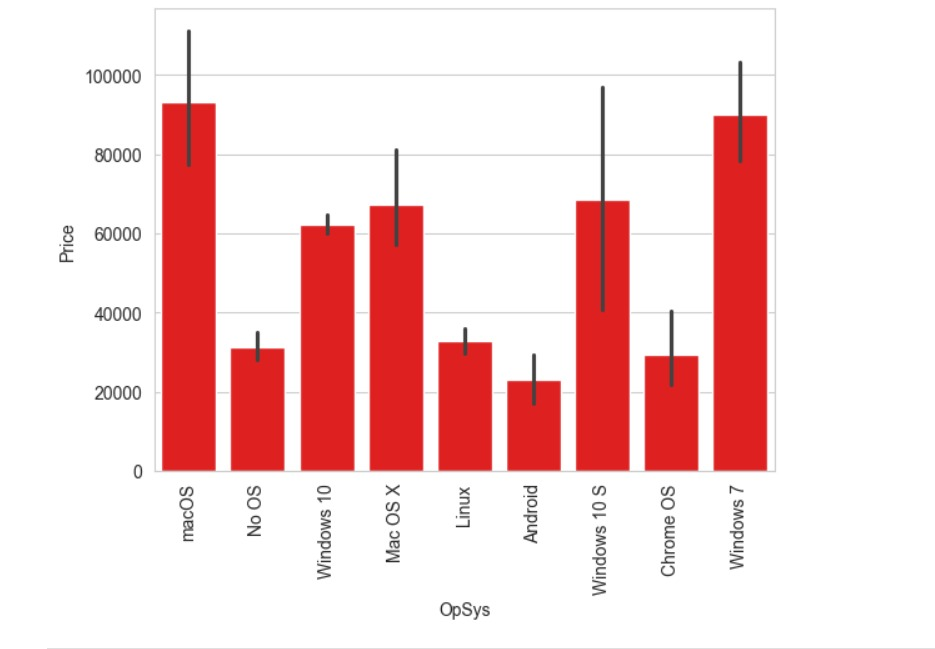 100000
80000
60000
40000
20000
0
Price
macOS
No OS
Windows 10
Mac OS X
Linux
Android
Windows 10 S
Chrome OS
Windows 7
OpSys